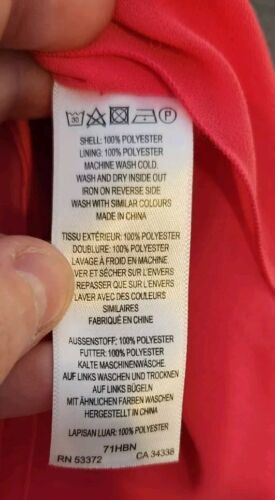 30 P
SHELL: 100% POLYESTER
LINING: 100% POLYESTER
MACHINE WASH COLD.
WASH AND DRY INSIDE OUT
IRON ON REVERSE SIDE
WASH WITH SIMILAR COLOURS
MADE IN CHINA
TISSU EXTÉRIEUR: 100% POLYESTER
DOUBLURE: 100% POLYESTER
LAVAGE À FROID EN MACHINE
VER ET SÉCHER SUR L'ENVERS
REPASSER QUE SUR L'ENVERS
LAVER AVEC DES COULEURS
SIMILAIRES
FABRIQUÉ EN CHINE
AUSSENSTOFF: 100% POLYESTER
FUTTER: 100% POLYESTER
KALTE MASCHINENWÄSCHE.
AUF LINKS WASCHEN UND TROCKNEN
AUF LINKS BÜGELN
MIT ÄHNLICHEN FARBEN WASCHEN
HERGESTELLT IN CHINA
LAPISAN LUAR: 100% POLYESTER
71HBN
RN 53372 CA 34338